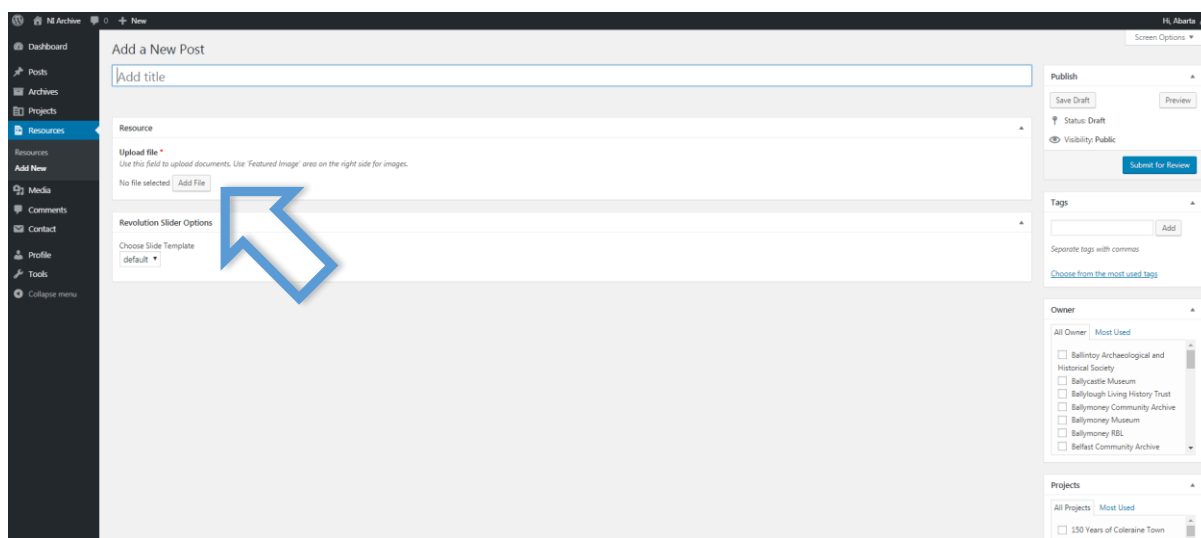 NI Archive 0 + New Hi, Abarta
Screen Options ▼
Dashboard
Posts
Archives
Projects
Resources
Resources
Add New
Media
Comments
Contact
Profile
Tools
Collapse menu
Add a New Post
Add title
Resource
Upload file *
Use this field to upload documents. Use 'Featured Image' area on the right side for images.
No file selected Add File
Revolution Slider Options
Choose Slide Template
default
Publish
Save Draft Preview
Status: Draft
Visibility: Public
Submit for Review
Tags
Add
Separate tags with commas
Choose from the most used tags
Owner
All Owner Most Used
Ballintoy Archaeological and
Historical Society
Ballycastle Museum
Ballylough Living History Trust
Ballymoney Community Archive
Ballymoney Museum
Ballymoney RBL
Belfast Community Archive
Projects
All Projects Most Used
150 Years of Coleraine Town